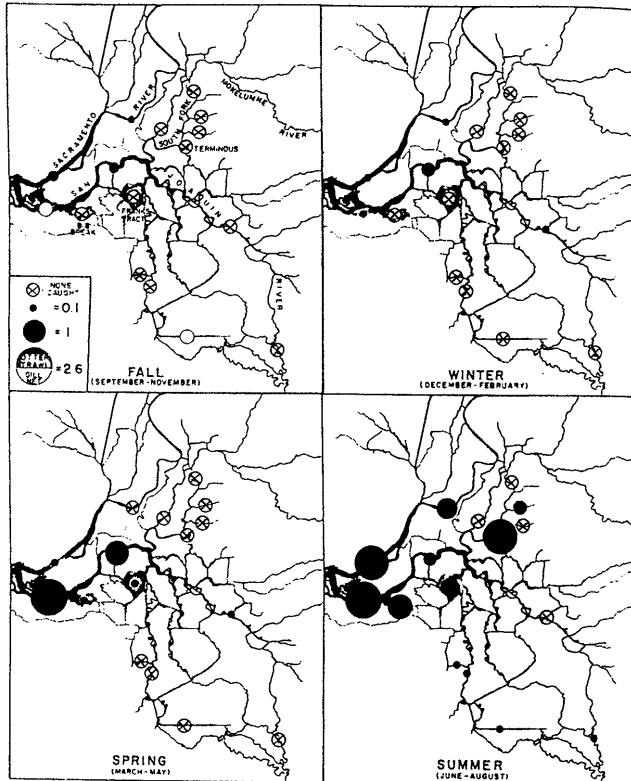 SACRAMENTO
RIVER
SOUTH FORK
MOKELUMNE
RIVER
TERMINOUS
SAN
JOAQUIN
RIVER
FRANKS
TRACT
BIG
BREAK
NONE
CAUGHT
=0.1
=1
OTTER
TRAWL
GILL
NET
=2.6
FALL
(SEPTEMBER-NOVEMBER)
WINTER
(DECEMBER-FEBRUARY)
SPRING
(MARCH-MAY)
SUMMER
(JUNE-AUGUST)